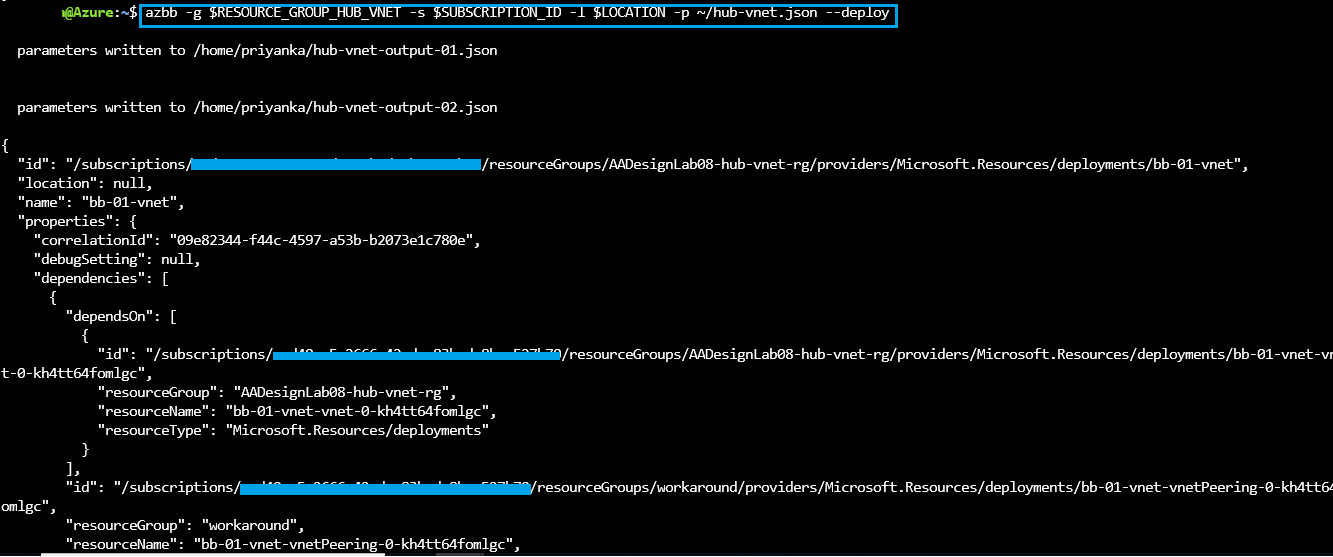 @Azure:~$ azbb -g $RESOURCE_GROUP_HUB_VNET -s $SUBSCRIPTION_ID -l $LOCATION -p ~/hub-vnet.json --deploy
parameters written to /home/priyanka/hub-vnet-output-01.json
parameters written to /home/priyanka/hub-vnet-output-02.json
{
"id": "/subscriptions/ /resourceGroups/AADesignLab08-hub-vnet-rg/providers/Microsoft.Resources/deployments/bb-01-vnet",
"location": null,
"name": "bb-01-vnet",
"properties": {
"correlationId": "09e82344-f44c-4597-a53b-b2073e1c780e",
"debugSetting": null,
"dependencies": [
{
"dependsOn": [
{
"id": "/subscriptions/ /resourceGroups/AADesignLab08-hub-vnet-rg/providers/Microsoft.Resources/deployments/bb-01-vnet-vn
t-0-kh4tt64fomlgc",
"resourceGroup": "AADesignLab08-hub-vnet-rg",
"resourceName": "bb-01-vnet-vnet-0-kh4tt64fomlgc",
"resourceType": "Microsoft.Resources/deployments"
}
],
"id": "/subscriptions/ /resourceGroups/workaround/providers/Microsoft.Resources/deployments/bb-01-vnet-vnetPeering-0-kh4tt64
omlgc",
"resourceGroup": "workaround",
"resourceName": "bb-01-vnet-vnetPeering-0-kh4tt64fomlgc",